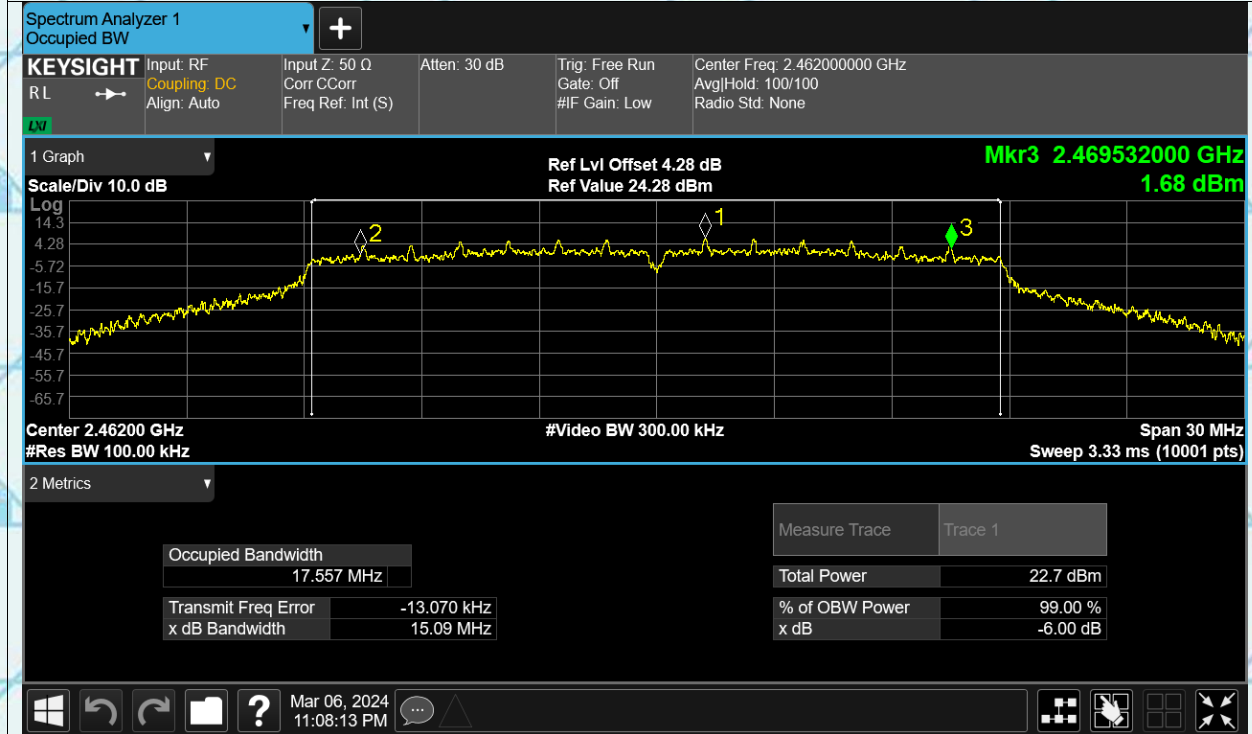 Spectrum Analyzer 1
Occupied BW
KEYSIGHT
R L
LXI
Input: RF
Coupling: DC
Align: Auto
Input Z: 50 Ω
Corr CCorr
Freq Ref: Int (S)
Atten: 30 dB
Trig: Free Run
Gate: Off
#IF Gain: Low
Center Freq: 2.462000000 GHz
Avg|Hold: 100/100
Radio Std: None
1 Graph
Scale/Div 10.0 dB
Ref Lvl Offset 4.28 dB
Ref Value 24.28 dBm
Mkr3 2.469532000 GHz
1.68 dBm
Log
14.3
4.28
-5.72
-15.7
-25.7
-35.7
-45.7
-55.7
-65.7
2
1
3
Center 2.46200 GHz
#Video BW 300.00 kHz
Span 30 MHz
#Res BW 100.00 kHz
Sweep 3.33 ms (10001 pts)
2 Metrics
Measure Trace Trace 1
Occupied Bandwidth
17.557 MHz
Total Power 22.7 dBm
Transmit Freq Error -13.070 kHz
% of OBW Power 99.00 %
x dB Bandwidth 15.09 MHz
x dB -6.00 dB
?
Mar 06, 2024
11:08:13 PM